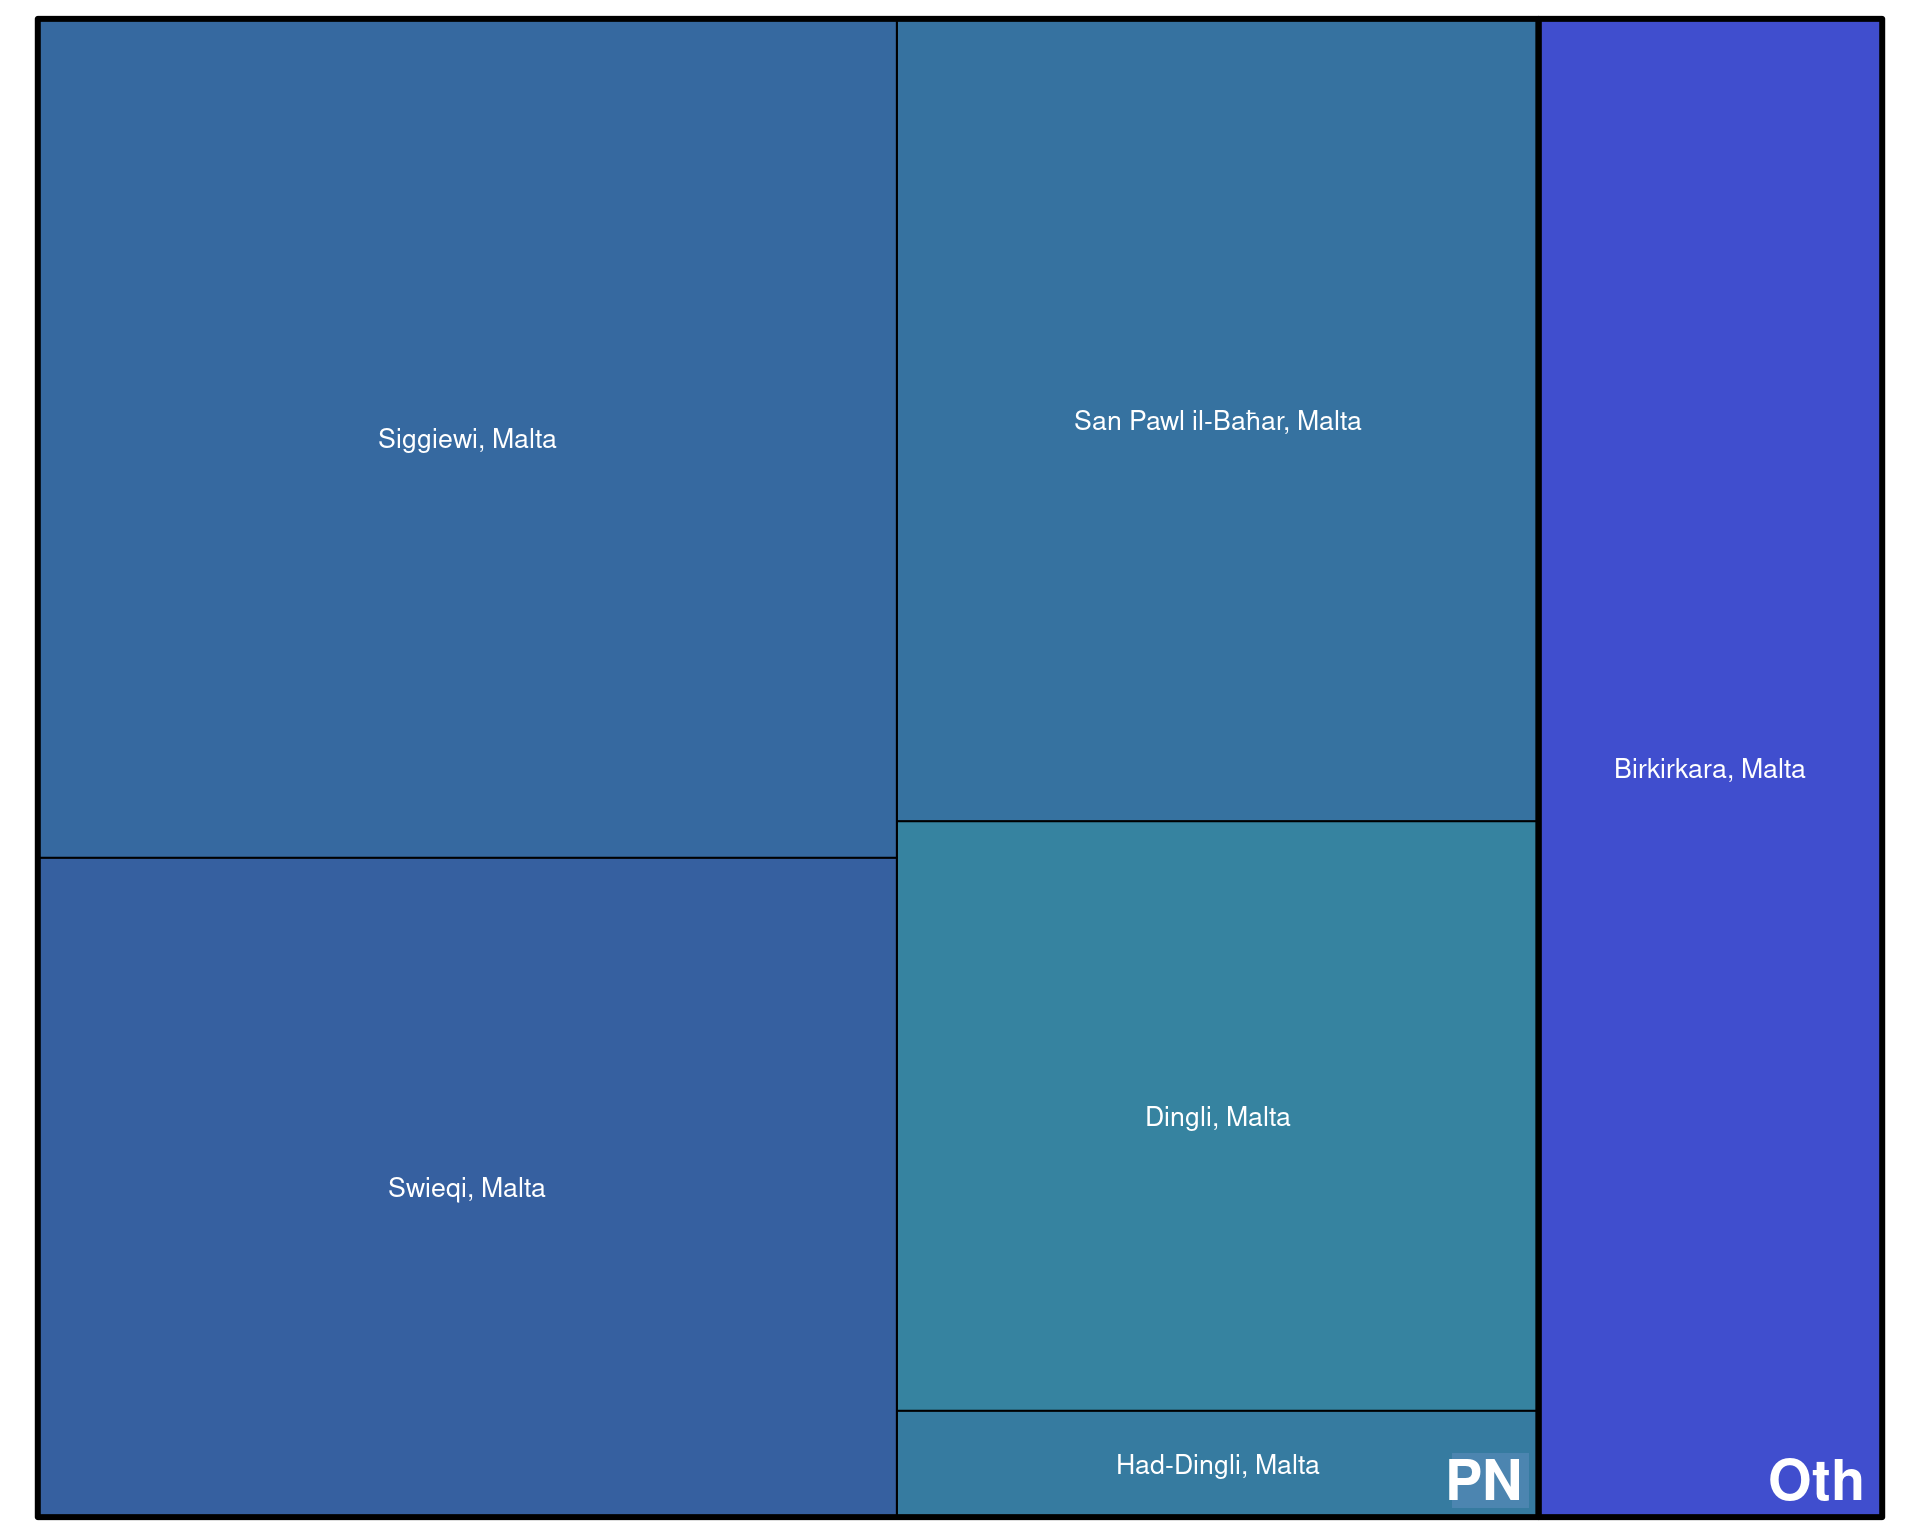 Siggiewi, Malta
San Pawl il-Baħar, Malta
Birkirkara, Malta
Dingli, Malta
Swieqi, Malta
Had-Dingli, Malta
PN
Oth